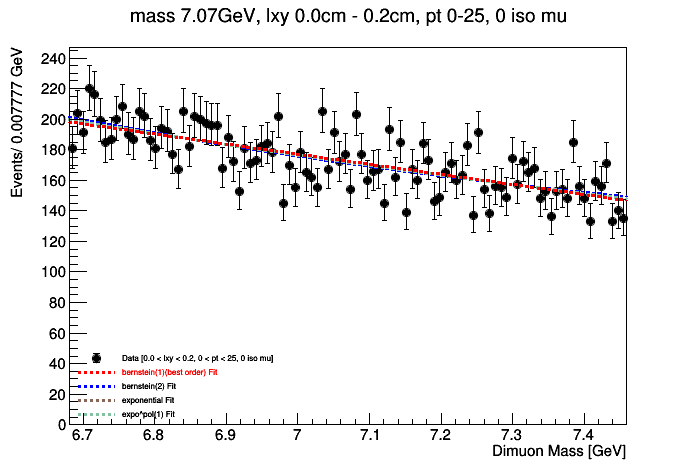 mass 7.07GeV, lxy 0.0cm - 0.2cm, pt 0-25, 0 iso mu
Events/ 0.007777 GeV
240
220
200
180
160
140
120
100
80
60
40
20
0
Data [0.0 < lxy < 0.2, 0 < pt < 25, 0 iso mu]
bernstein(1)(best order) Fit
bernstein(2) Fit
exponential Fit
expo*pol(1) Fit
6.7 6.8 6.9 7 7.1 7.2 7.3 7.4
Dimuon Mass [GeV]